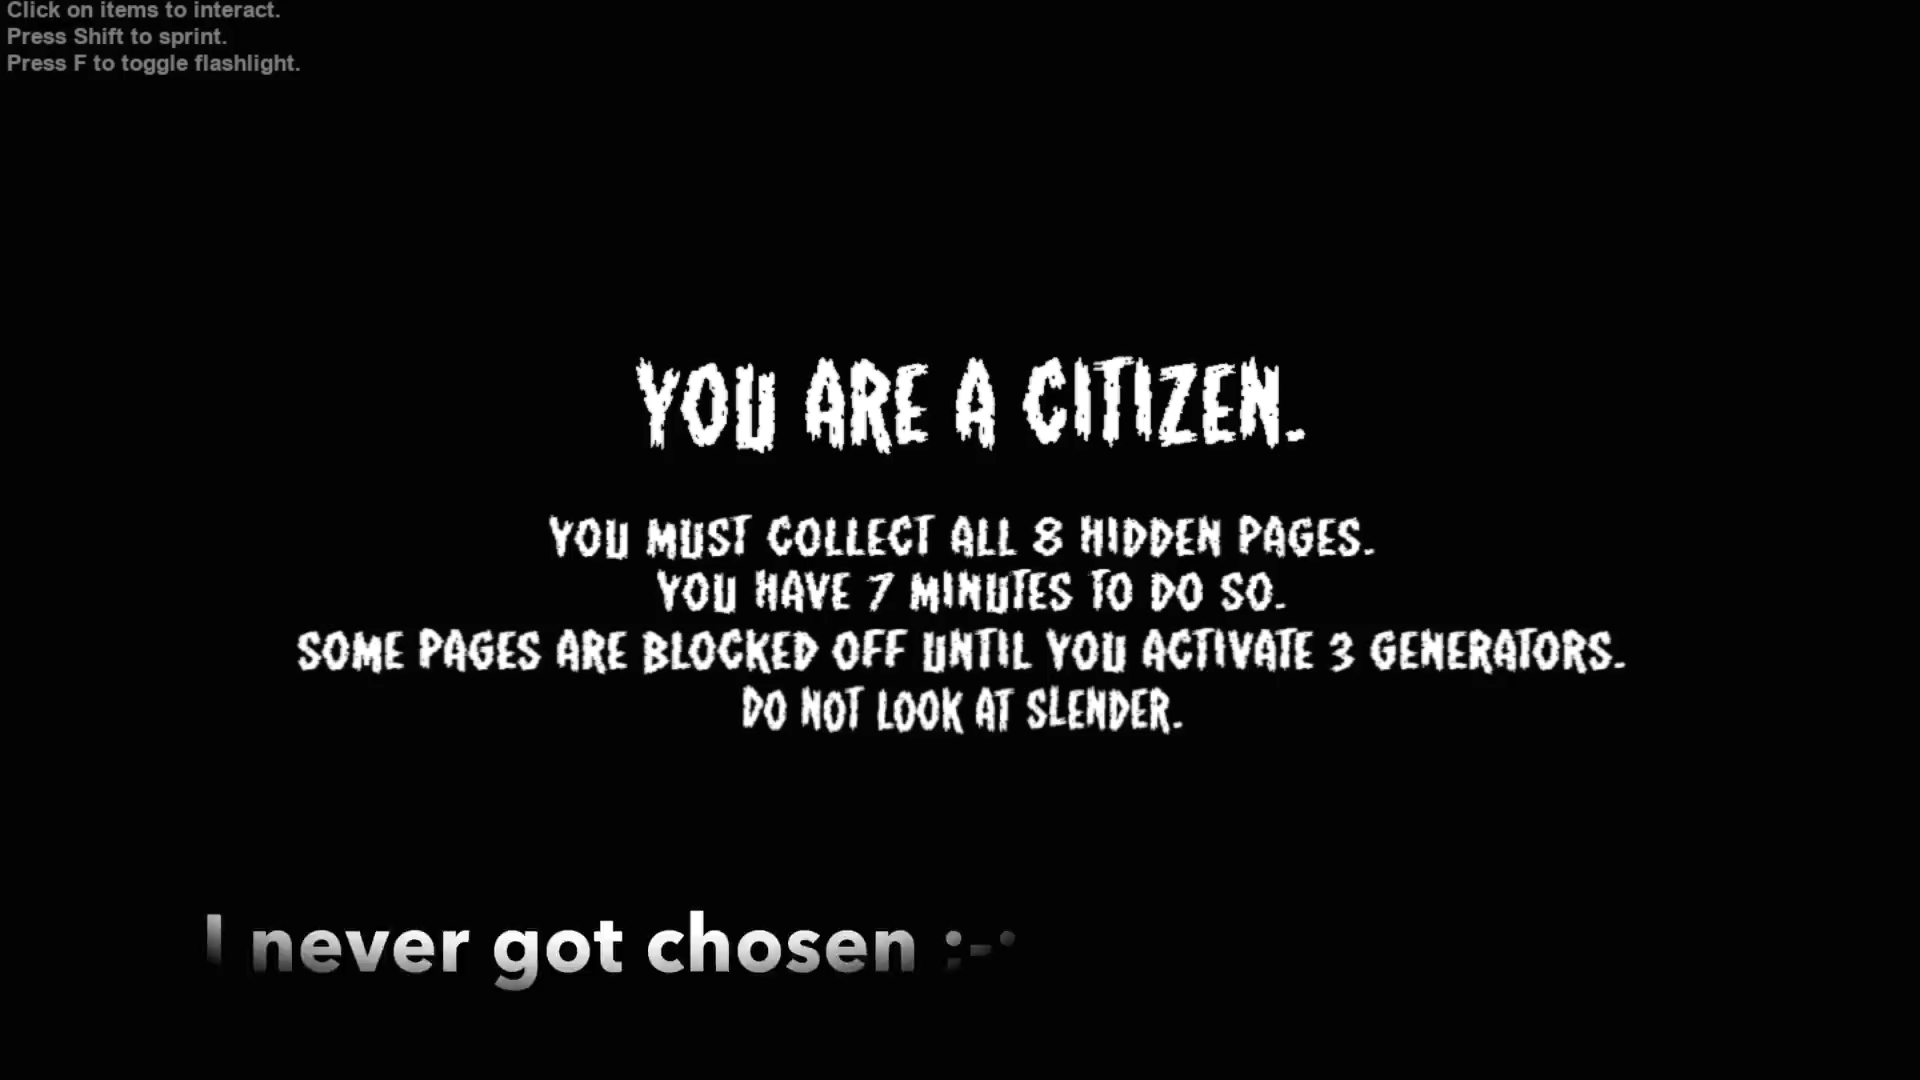 Click on items to interact.
Press Shift to sprint.
Press F to toggle flashlight.
YOU ARE A CITIZEN.
YOU MUST COLLECT ALL 8 HIDDEN PAGES.
YOU HAVE 7 MINUTES TO DO SO.
SOME PAGES ARE BLOCKED OFF UNTIL YOU ACTIVATE 3 GENERATORS.
DO NOT LOOK AT SLENDER.
I never got chosen